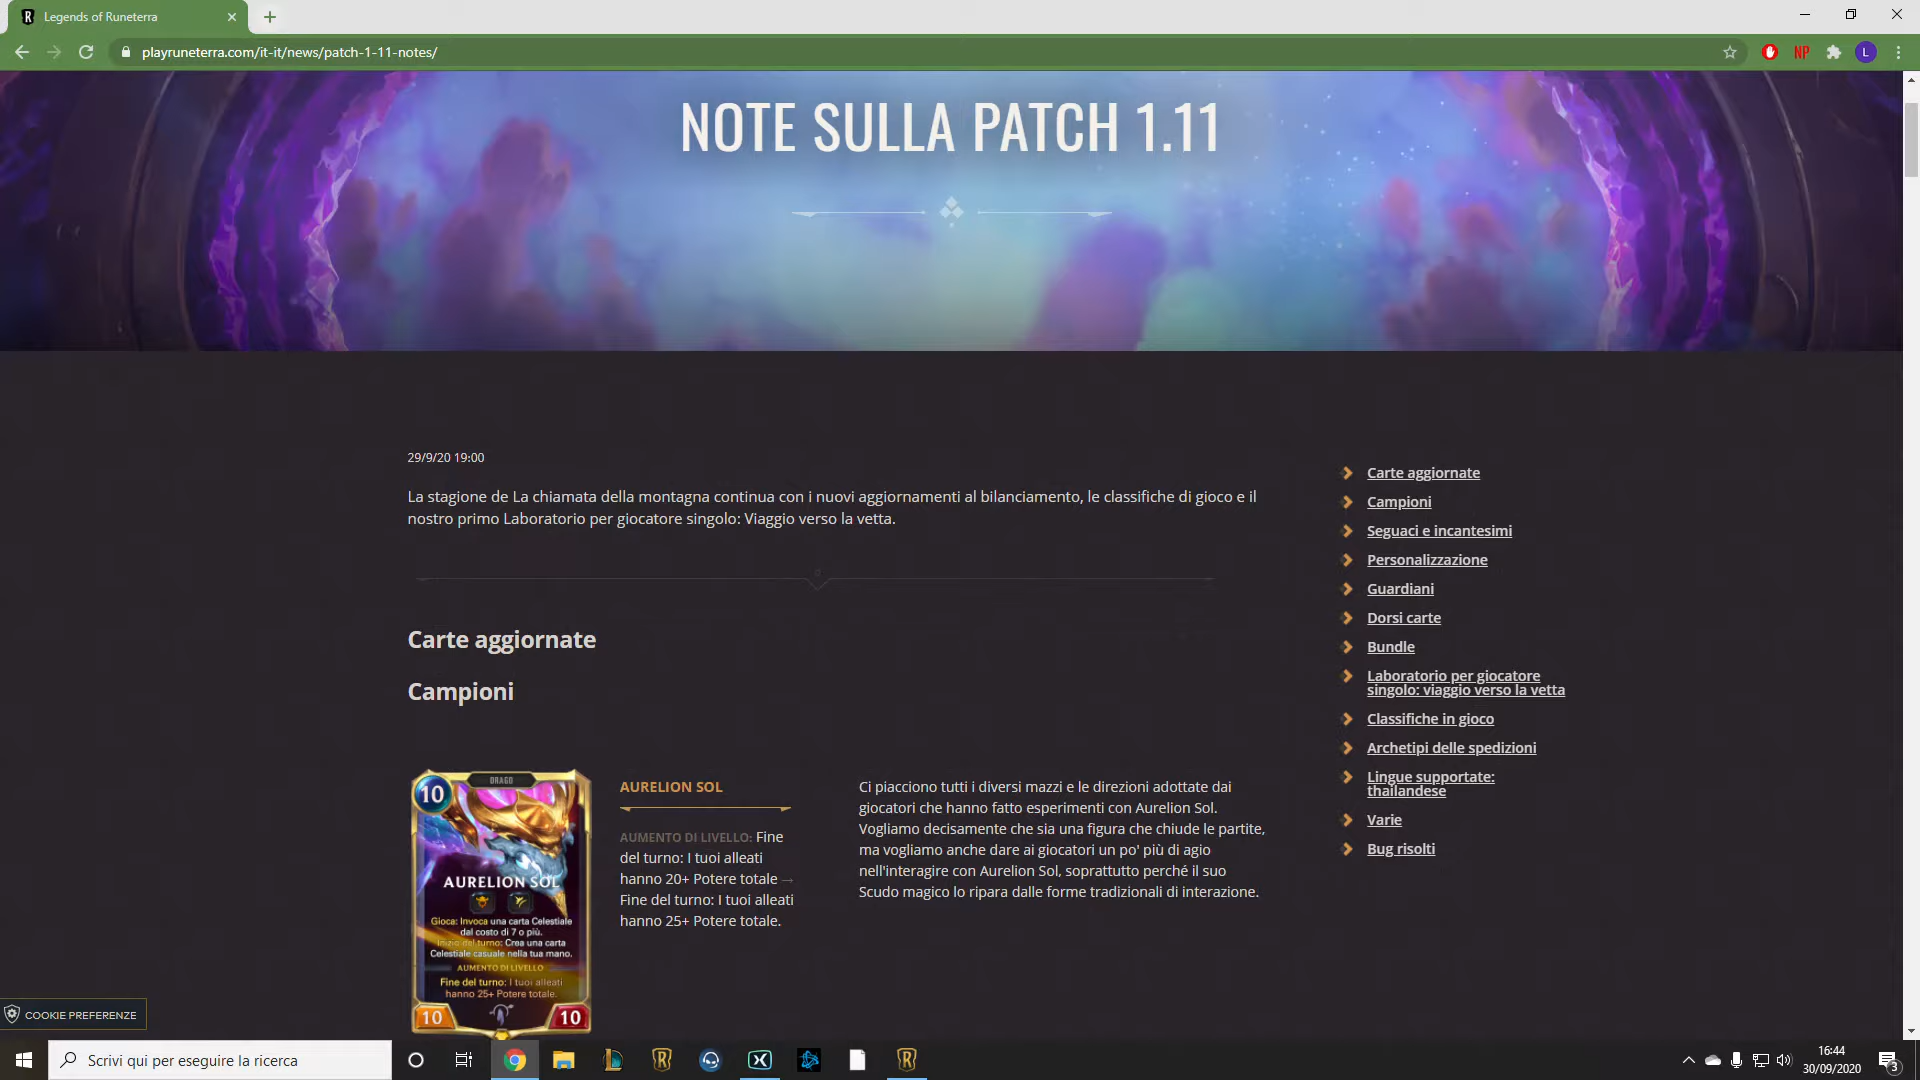 Legends of Runeterra
playruneterra.com/it-it/news/patch-1-11-notes/
NP
L
NOTE SULLA PATCH 1.11
29/9/20 19:00
La stagione de La chiamata della montagna continua con i nuovi aggiornamenti al bilanciamento, le classifiche di gioco e il
nostro primo Laboratorio per giocatore singolo: Viaggio verso la vetta.
Carte aggiornate
Campioni
DRAGO
10
AURELION SOL
Gioca: Invoca una carta Celestiale
dal costo di 7 o più.
Inizio del turno: Crea una carta
Celestiale casuale nella tua mano.
AUMENTO DI LIVELLO
Fine del turno: I tuoi alleati
hanno 25+ Potere totale.
10
10
AURELION SOL
AUMENTO DI LIVELLO: Fine
del turno: I tuoi alleati
hanno 20+ Potere totale →
Fine del turno: I tuoi alleati
hanno 25+ Potere totale.
Ci piacciono tutti i diversi mazzi e le direzioni adottate dai
giocatori che hanno fatto esperimenti con Aurelion Sol.
Vogliamo decisamente che sia una figura che chiude le partite,
ma vogliamo anche dare ai giocatori un po' più di agio
nell'interagire con Aurelion Sol, soprattutto perché il suo
Scudo magico lo ripara dalle forme tradizionali di interazione.
Carte aggiornate
Campioni
Seguaci e incantesimi
Personalizzazione
Guardiani
Dorsi carte
Bundle
Laboratorio per giocatore
singolo: viaggio verso la vetta
Classifiche in gioco
Archetipi delle spedizioni
Lingue supportate:
thailandese
Varie
Bug risolti
COOKIE PREFERENZE
Scrivi qui per eseguire la ricerca
16:44
30/09/2020
3